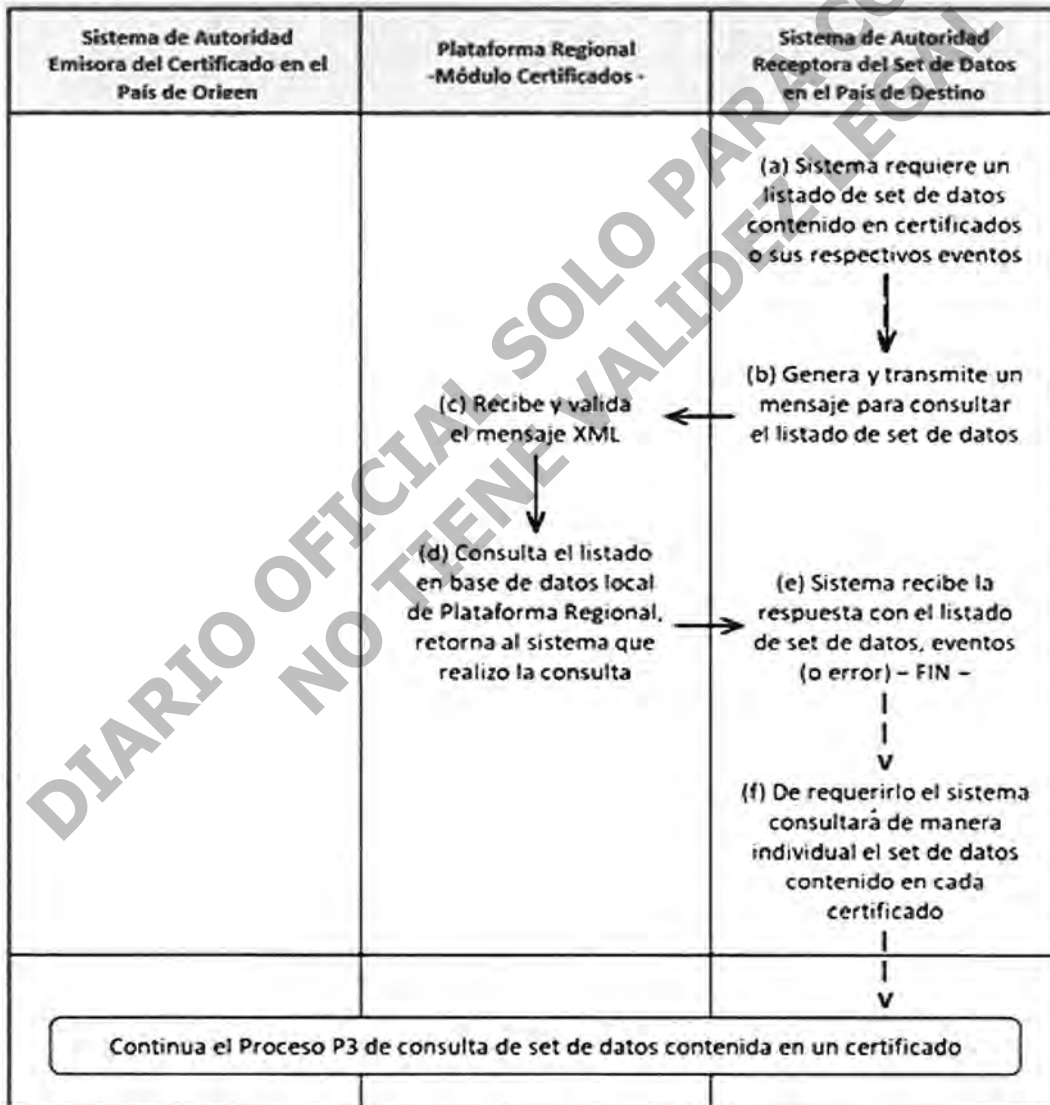 Sistema de Autoridad
Emisora del Certificado en el
País de Origen
Plataforma Regional
-Módulo Certificados -
Sistema de Autoridad
Receptora del Set de Datos
en el País de Destino
(a) Sistema requiere un
listado de set de datos
contenido en certificados
o sus respectivos eventos
(b) Genera y transmite un
mensaje para consultar
el listado de set de datos
(c) Recibe y valida
el mensaje XML
(d) Consulta el listado
en base de datos local
de Plataforma Regional,
retorna al sistema que
realizo la consulta
(e) Sistema recibe la
respuesta con el listado
de set de datos, eventos
(o error) – FIN –
(f) De requerirlo el sistema
consultará de manera
individual el set de datos
contenido en cada
certificado
Continua el Proceso P3 de consulta de set de datos contenida en un certificado
DIARIO OFICIAL SOLO PARA
NO TIENE VALIDEZ LEGAL